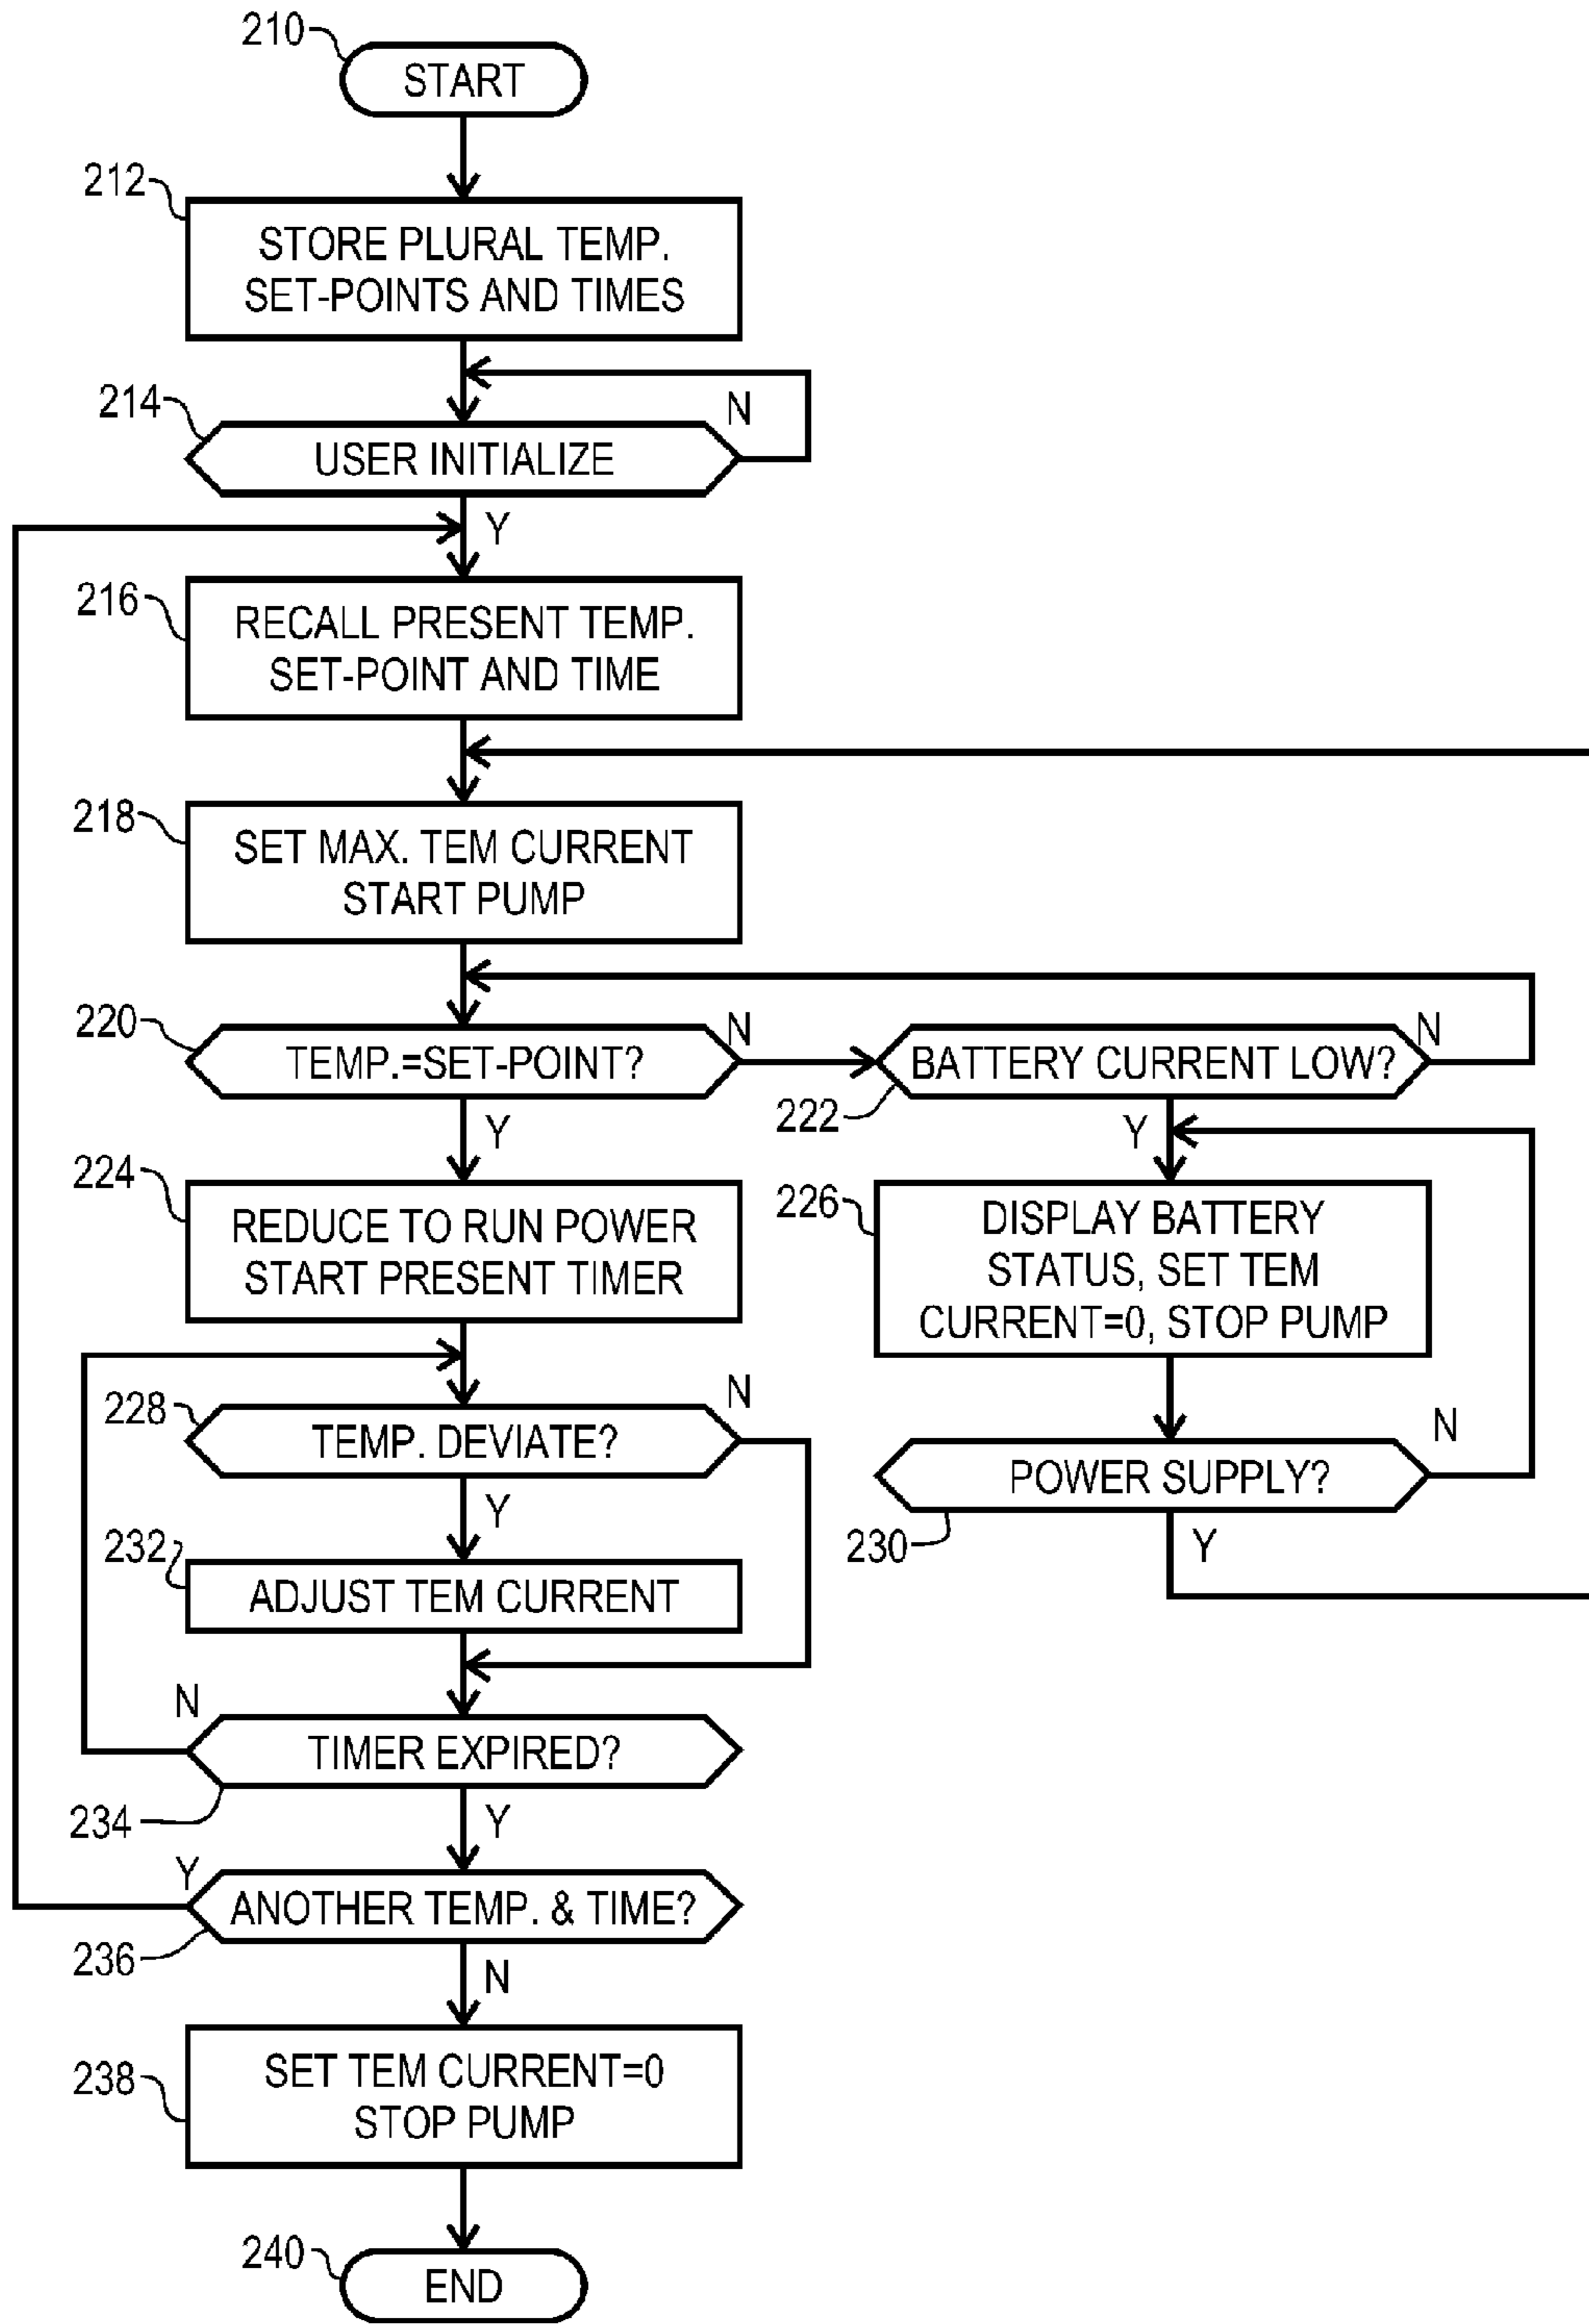 210
START
212
STORE PLURAL TEMP.
SET-POINTS AND TIMES
214
N
USER INITIALIZE
Y
216
RECALL PRESENT TEMP.
SET-POINT AND TIME
218
SET MAX. TEM CURRENT
START PUMP
220
TEMP.=SET-POINT?
N
BATTERY CURRENT LOW?
N
222
Y
Y
224
REDUCE TO RUN POWER
START PRESENT TIMER
226
DISPLAY BATTERY
STATUS, SET TEM
CURRENT=0, STOP PUMP
228
TEMP. DEVIATE?
N
Y
POWER SUPPLY?
N
230
Y
232
ADJUST TEM CURRENT
N
TIMER EXPIRED?
234
Y
Y
ANOTHER TEMP. & TIME?
236
N
238
SET TEM CURRENT=0
STOP PUMP
240
END